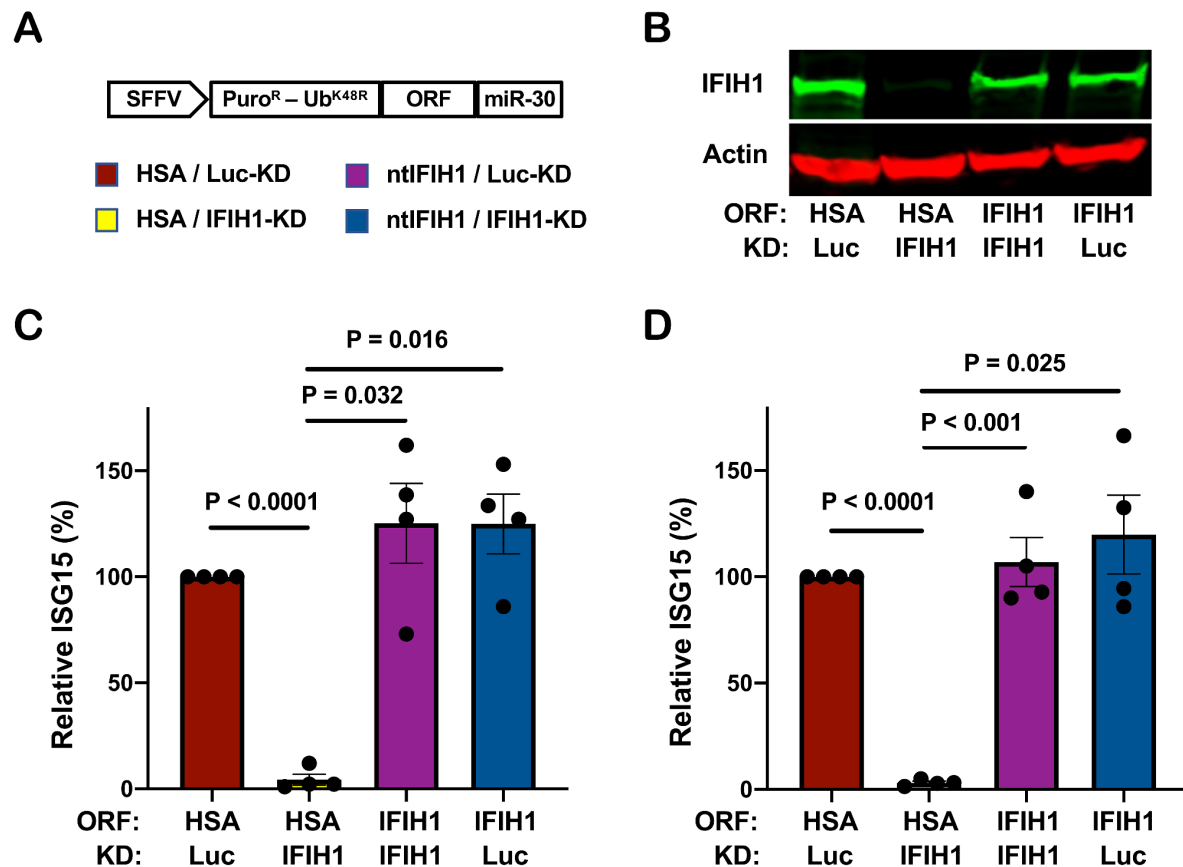 A
SFFV Puroᴿ – Ubᴷ⁴⁸ᴿ ORF miR-30
HSA / Luc-KD ntIFIH1 / Luc-KD
HSA / IFIH1-KD ntIFIH1 / IFIH1-KD
B
IFIH1
Actin
ORF: HSA HSA IFIH1 IFIH1
KD: Luc IFIH1 IFIH1 Luc
C
P = 0.016
P = 0.032
P < 0.0001
Relative ISG15 (%)
150
100
50
0
ORF: HSA HSA IFIH1 IFIH1
KD: Luc IFIH1 IFIH1 Luc
D
P = 0.025
P < 0.001
P < 0.0001
Relative ISG15 (%)
150
100
50
0
ORF: HSA HSA IFIH1 IFIH1
KD: Luc IFIH1 IFIH1 Luc